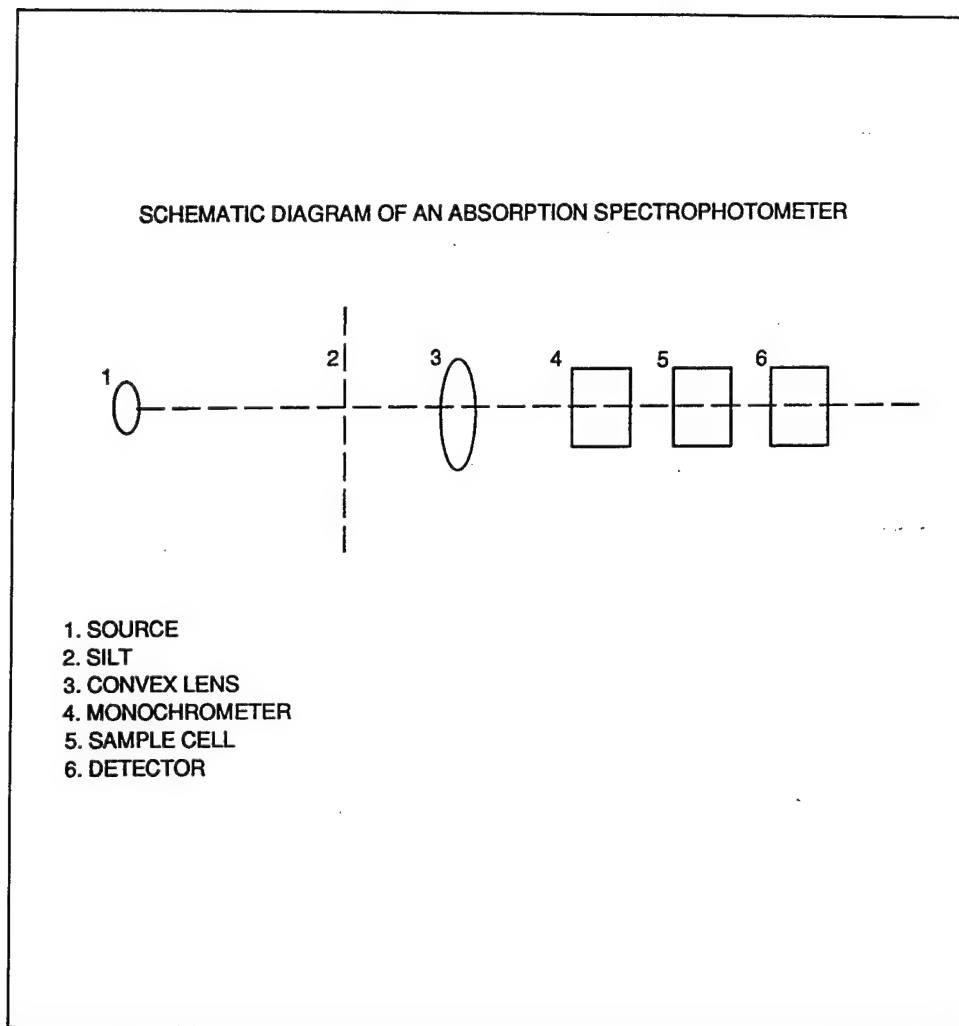 SCHEMATIC DIAGRAM OF AN ABSORPTION SPECTROPHOTOMETER
1 2 3 4 5 6
1. SOURCE
2. SILT
3. CONVEX LENS
4. MONOCHROMETER
5. SAMPLE CELL
6. DETECTOR